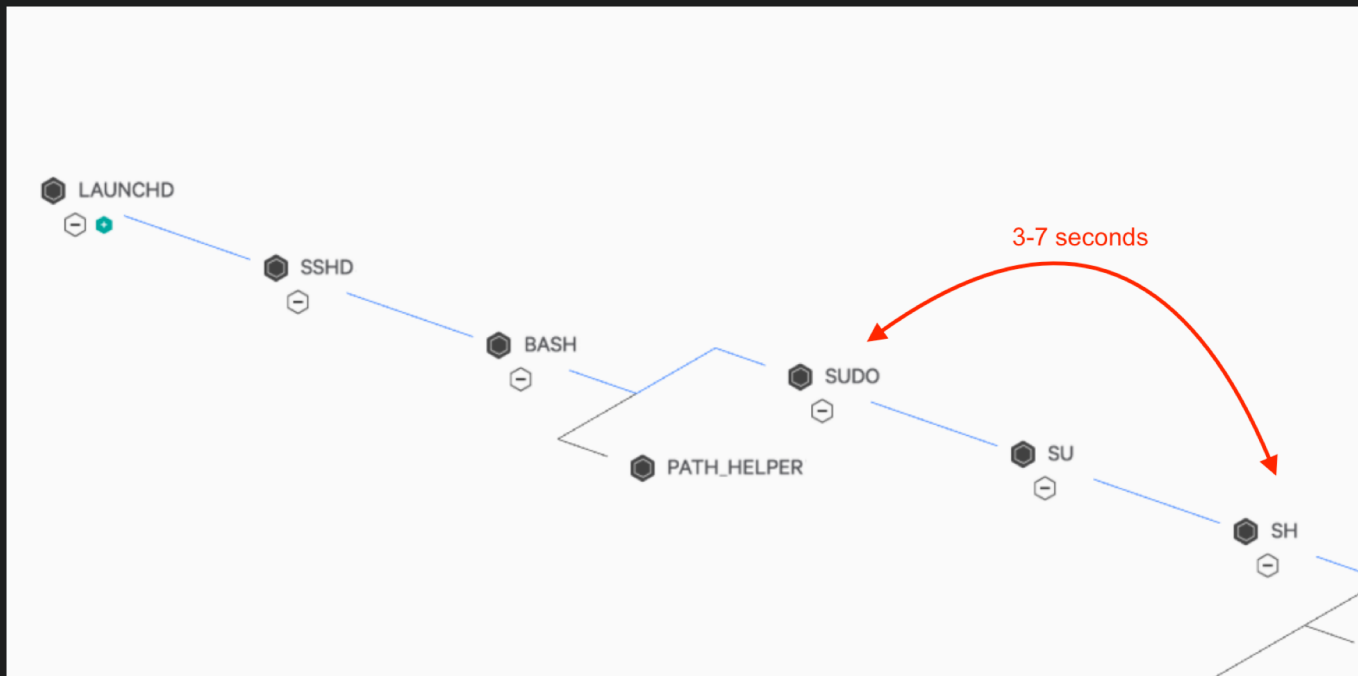 LAUNCHD
SSHD
3-7 seconds
BASH
SUDO
PATH_HELPER
SU
SH